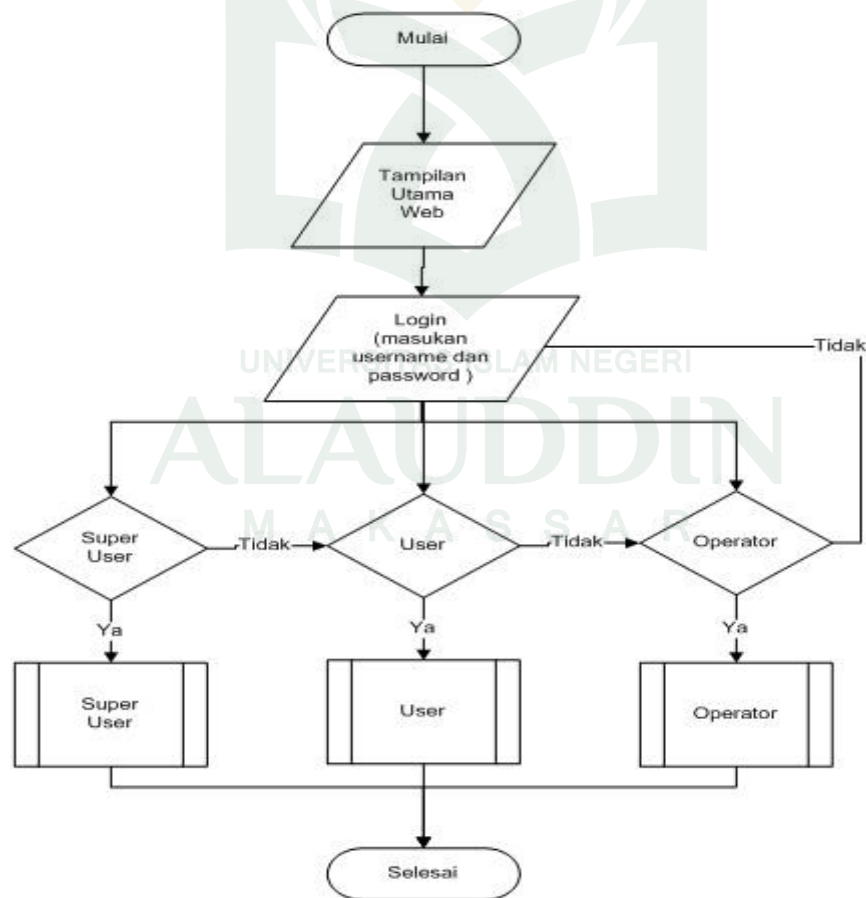 Mulai
Tampilan
Utama
Web
Login
(masukan
username dan
password )
Tidak
UNIVERSITAS ISLAM NEGERI
ALAUDDIN
MAKASSAR
Super
User
Tidak
User
Tidak
Operator
Ya
Ya
Ya
Super
User
User
Operator
Selesai